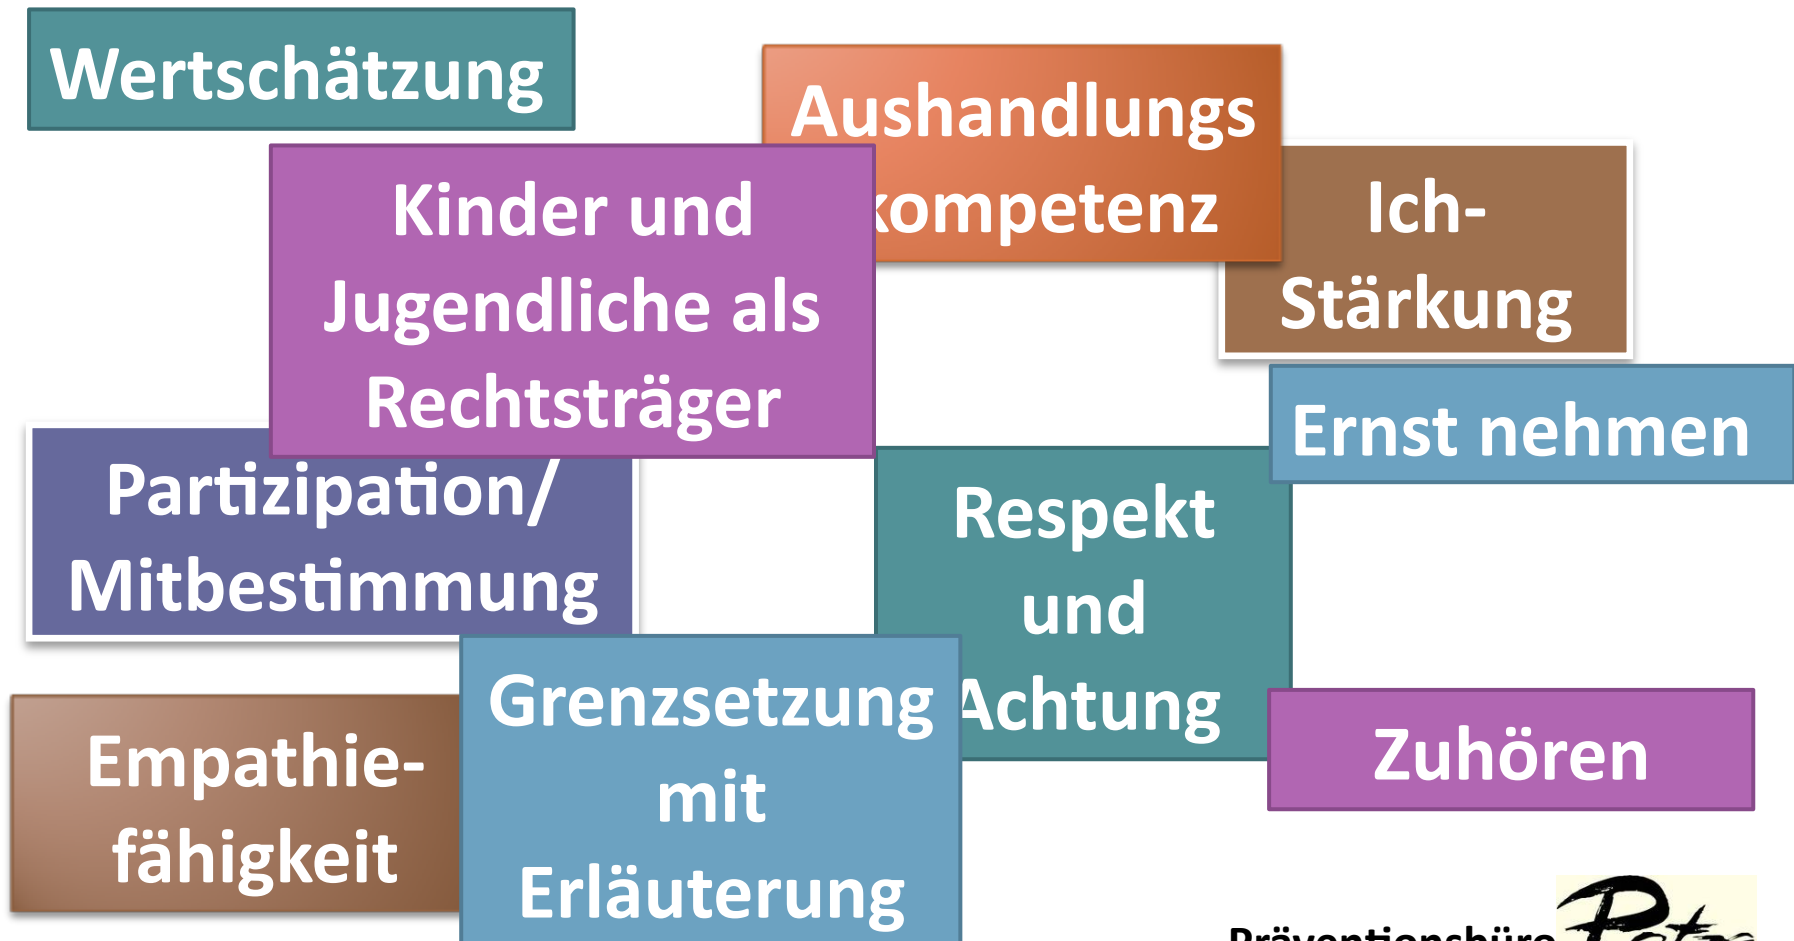 Wertschätzung
Aushandlungs
kompetenz
Kinder und
Jugendliche als
Rechtsträger
Ich-
Stärkung
Ernst nehmen
Partizipation/
Mitbestimmung
Respekt
und
Achtung
Grenzsetzung
mit
Erläuterung
Empathie-
fähigkeit
Zuhören
Präventionsbüro